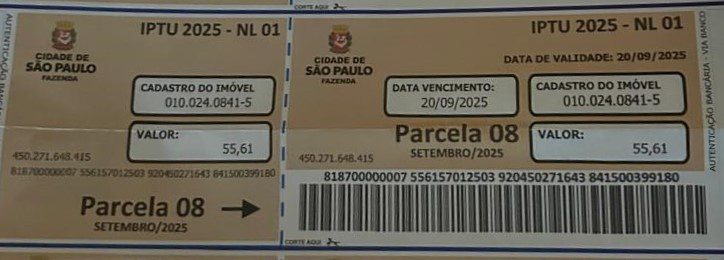 CORTE AQUI
IPTU 2025 - NL 01
CIDADE DE
SÃO PAULO
FAZENDA
CADASTRO DO IMÓVEL
010.024.0841-5
VALOR:
55,61
450.271.648.415
818700000007 556157012503 920450271643 841500399180
Parcela 08
SETEMBRO/2025
IPTU 2025 - NL 01
CIDADE DE
SÃO PAULO
FAZENDA
DATA DE VALIDADE: 20/09/2025
DATA VENCIMENTO:
20/09/2025
CADASTRO DO IMÓVEL
010.024.0841-5
Parcela 08
SETEMBRO/2025
VALOR:
55,61
450.271.648.415
818700000007 556157012503 920450271643 841500399180
AUTENTICAÇÃO BANCÁRIA - VIA BANCO
CORTE AQUI